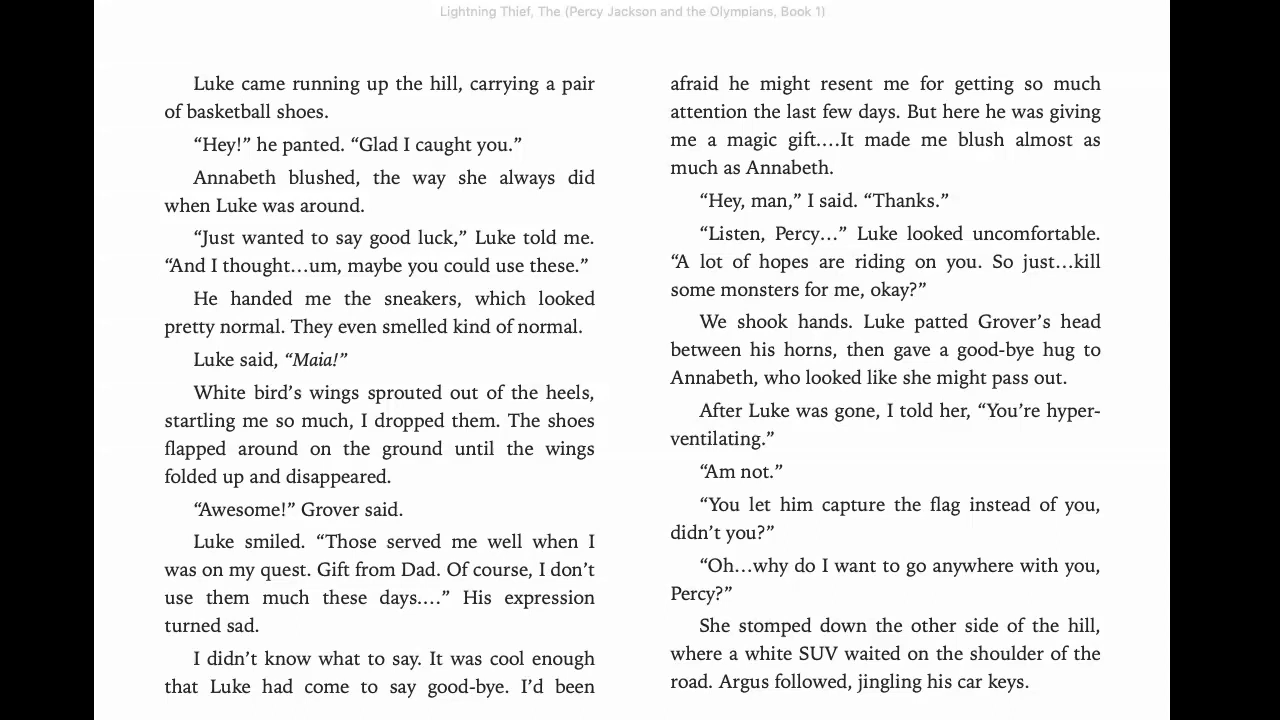 Lightning Thief, The (Percy Jackson and the Olympians, Book 1)
Luke came running up the hill, carrying a pair
of basketball shoes.
“Hey!” he panted. “Glad I caught you.”
Annabeth blushed, the way she always did
when Luke was around.
“Just wanted to say good luck,” Luke told me.
“And I thought…um, maybe you could use these.”
He handed me the sneakers, which looked
pretty normal. They even smelled kind of normal.
Luke said, “Maia!”
White bird’s wings sprouted out of the heels,
startling me so much, I dropped them. The shoes
flapped around on the ground until the wings
folded up and disappeared.
“Awesome!” Grover said.
Luke smiled. “Those served me well when I
was on my quest. Gift from Dad. Of course, I don’t
use them much these days.…” His expression
turned sad.
I didn’t know what to say. It was cool enough
that Luke had come to say good-bye. I’d been
afraid he might resent me for getting so much
attention the last few days. But here he was giving
me a magic gift.…It made me blush almost as
much as Annabeth.
“Hey, man,” I said. “Thanks.”
“Listen, Percy…” Luke looked uncomfortable.
“A lot of hopes are riding on you. So just…kill
some monsters for me, okay?”
We shook hands. Luke patted Grover’s head
between his horns, then gave a good-bye hug to
Annabeth, who looked like she might pass out.
After Luke was gone, I told her, “You’re hyper-
ventilating.”
“Am not.”
“You let him capture the flag instead of you,
didn’t you?”
“Oh…why do I want to go anywhere with you,
Percy?”
She stomped down the other side of the hill,
where a white SUV waited on the shoulder of the
road. Argus followed, jingling his car keys.